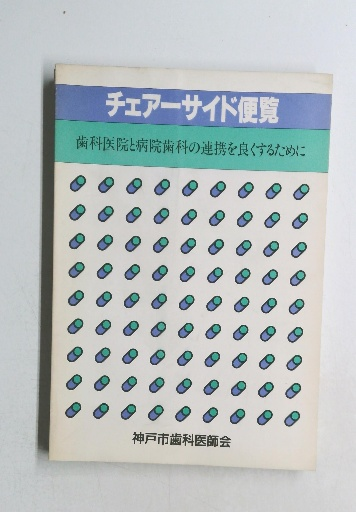 チェアーサイド便覧
歯科医院と病院歯科の連携を良くするために
神戸市歯科医師会